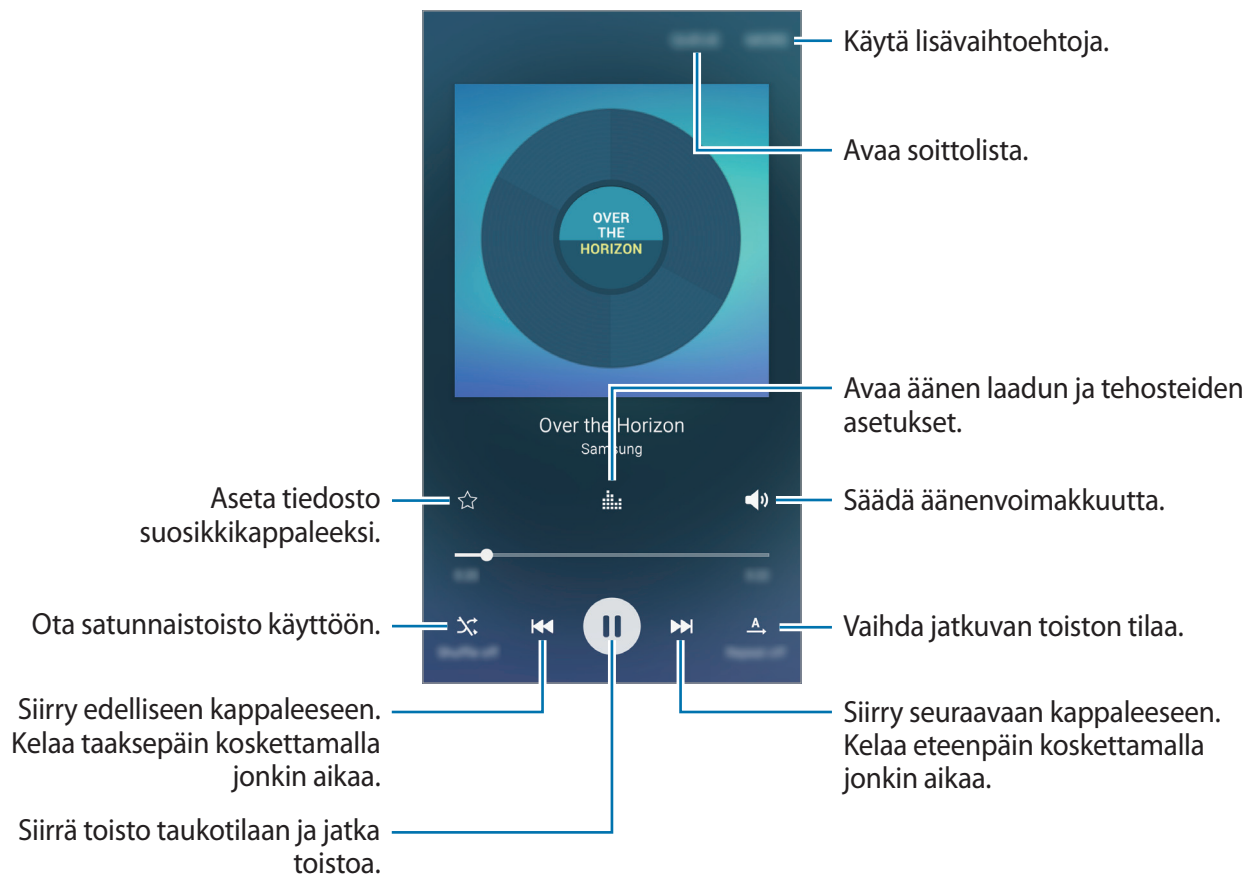 Käytä lisävaihtoehtoja.
Avaa soittolista.
OVER
THE
HORIZON
Avaa äänen laadun ja tehosteiden
asetukset.
Over the Horizon
Samsung
Aseta tiedosto
suosikkikappaleeksi.
Säädä äänenvoimakkuutta.
Ota satunnaistoisto käyttöön.
A
Vaihda jatkuvan toiston tilaa.
Siirry edelliseen kappaleeseen.
Kelaa taaksepäin koskettamalla
jonkin aikaa.
Siirry seuraavaan kappaleeseen.
Kelaa eteenpäin koskettamalla
jonkin aikaa.
Siirrä toisto taukotilaan ja jatka
toistoa.